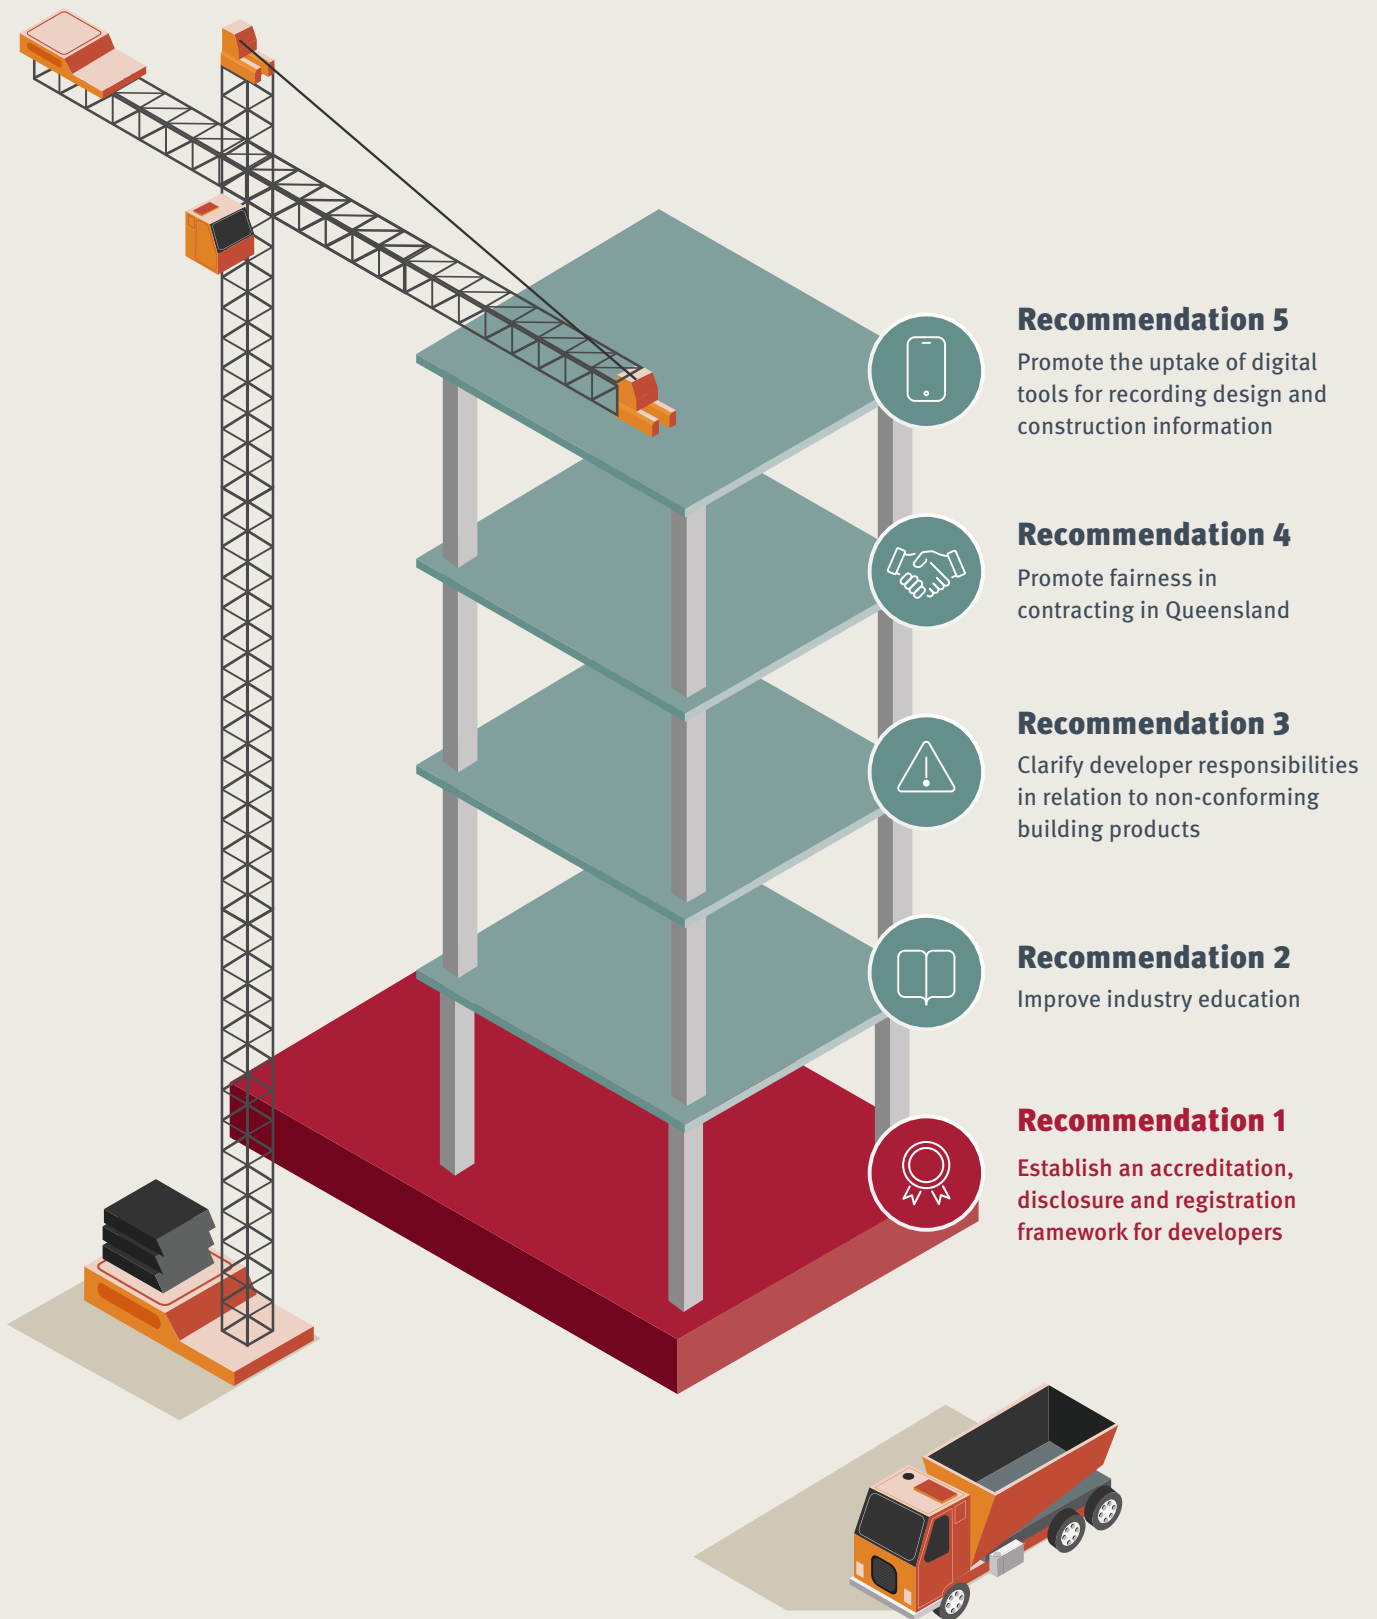 Recommendation 5
Promote the uptake of digital
tools for recording design and
construction information
Recommendation 4
Promote fairness in
contracting in Queensland
Recommendation 3
Clarify developer responsibilities
in relation to non-conforming
building products
Recommendation 2
Improve industry education
Recommendation 1
Establish an accreditation,
disclosure and registration
framework for developers